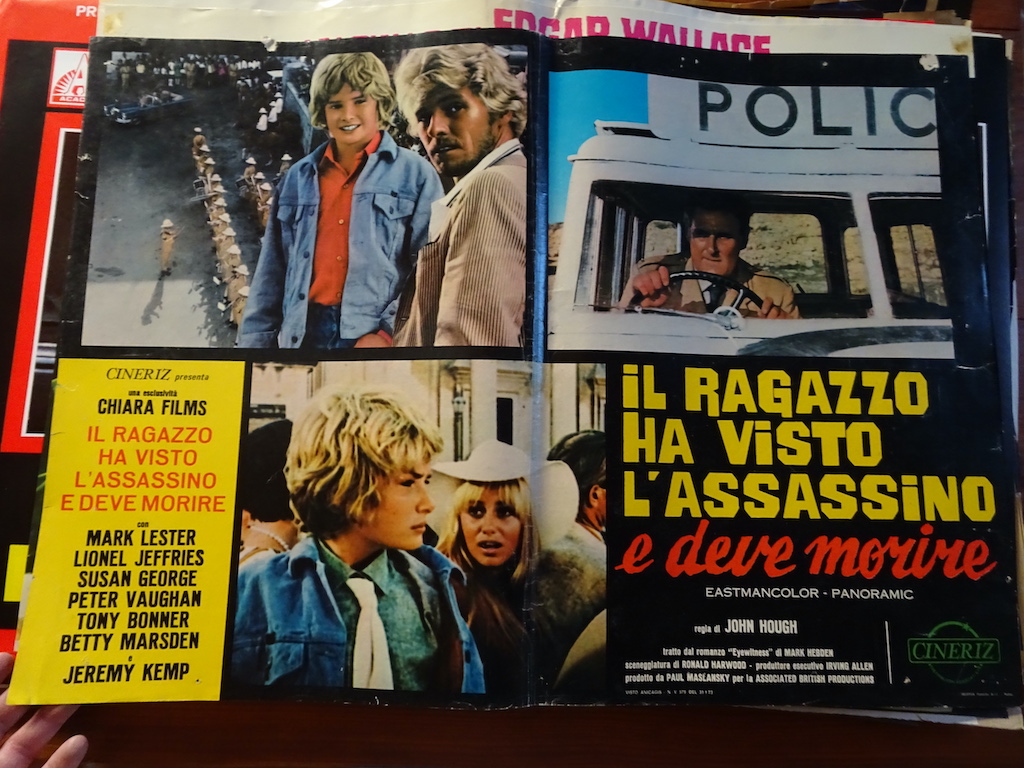 PR
EDGAR WALLACE
POLIC
CINERIZ presenta
una esclusività
CHIARA FILMS
IL RAGAZZO
HA VISTO
L'ASSASSINO
E DEVE MORIRE
con
MARK LESTER
LIONEL JEFFRIES
SUSAN GEORGE
PETER VAUGHAN
TONY BONNER
BETTY MARSDEN
e
JEREMY KEMP
iL RAGAZZO
HA ViSTO
L'ASSASSiNO
e deve morire
EASTMANCOLOR - PANORAMIC
regia di JOHN HOUGH
tratto dal romanzo "Eyewitness" di MARK HEBDEN
sceneggiatura di RONALD HARWOOD - produttore esecutivo IRVING ALLEN
prodotto da PAUL MASLANSKY per la ASSOCIATED BRITISH PRODUCTIONS
CINERIZ